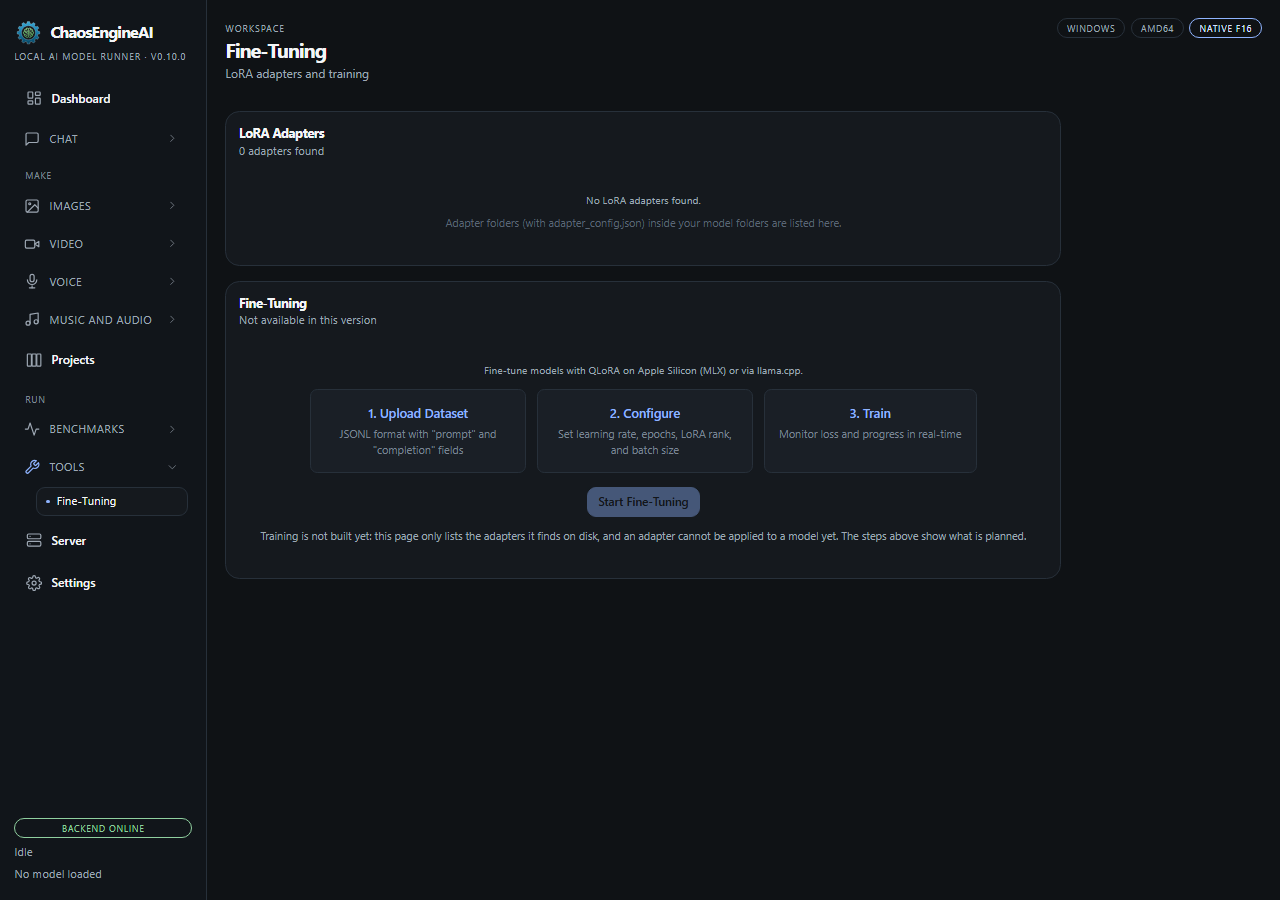 ChaosEngineAI
LOCAL AI MODEL RUNNER · V0.10.0
Dashboard
CHAT
MAKE
IMAGES
VIDEO
VOICE
MUSIC AND AUDIO
Projects
RUN
BENCHMARKS
TOOLS
Fine-Tuning
Server
Settings
BACKEND ONLINE
Idle
No model loaded
WORKSPACE
Fine-Tuning
LoRA adapters and training
WINDOWS
AMD64
NATIVE F16
LoRA Adapters
0 adapters found
No LoRA adapters found.
Adapter folders (with adapter_config.json) inside your model folders are listed here.
Fine-Tuning
Not available in this version
Fine-tune models with QLoRA on Apple Silicon (MLX) or via llama.cpp.
1. Upload Dataset
JSONL format with "prompt" and
"completion" fields
2. Configure
Set learning rate, epochs, LoRA rank,
and batch size
3. Train
Monitor loss and progress in real-time
Start Fine-Tuning
Training is not built yet: this page only lists the adapters it finds on disk, and an adapter cannot be applied to a model yet. The steps above show what is planned.